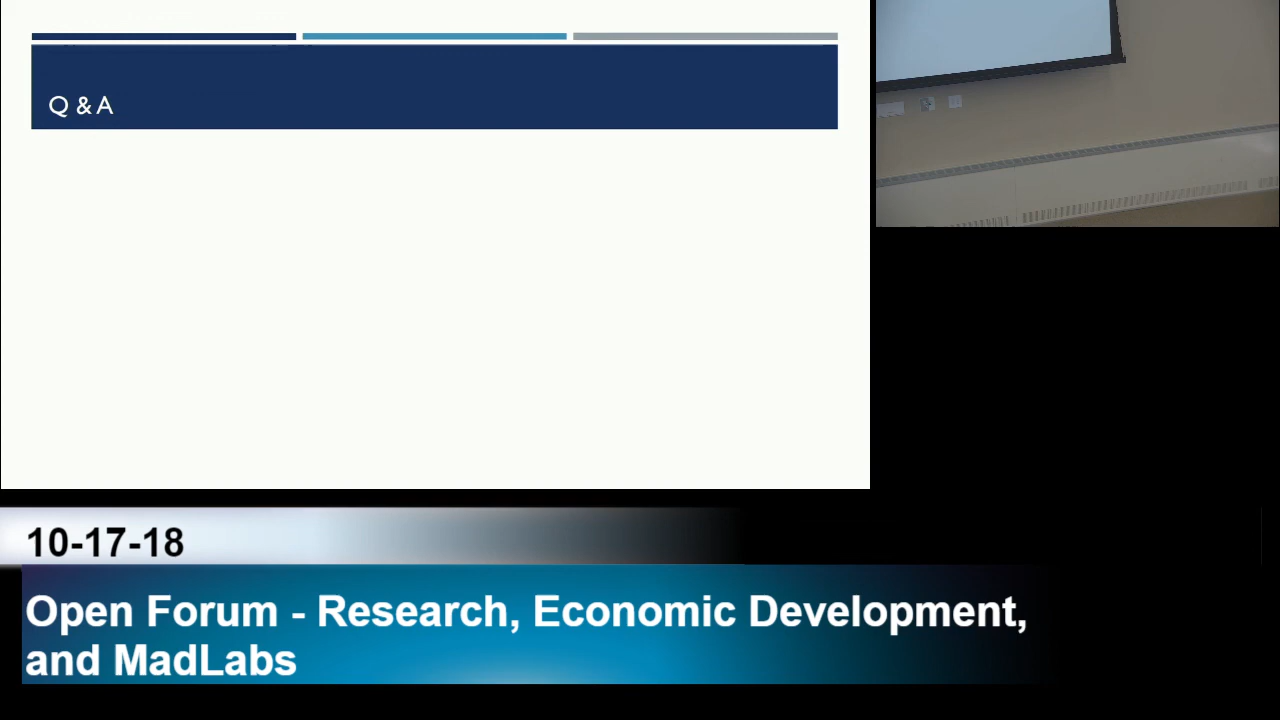 Q & A
10-17-18
Open Forum - Research, Economic Development,
and MadLabs